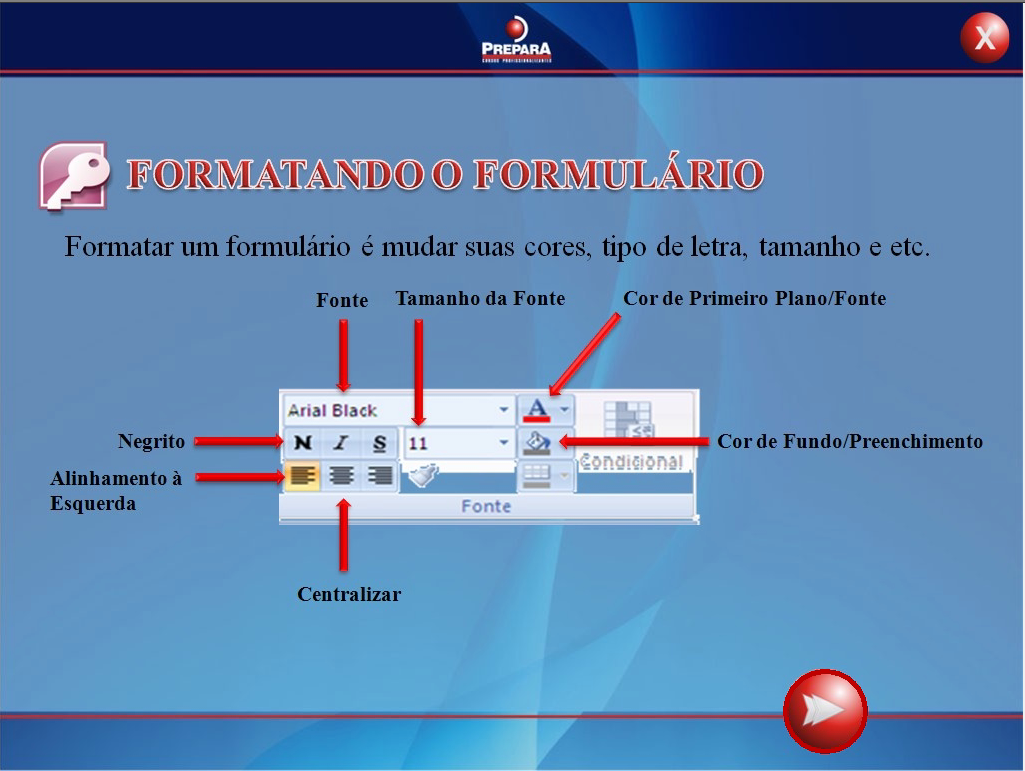 PREPARA
CURSOS PROFISSIONALIZANTES
X
FORMATANDO O FORMULÁRIO
Formatar um formulário é mudar suas cores, tipo de letra, tamanho e etc.
Fonte
Tamanho da Fonte
Cor de Primeiro Plano/Fonte
Arial Black
A
Negrito
N I S
11
Condicional
Cor de Fundo/Preenchimento
Alinhamento à
Esquerda
Fonte
Centralizar